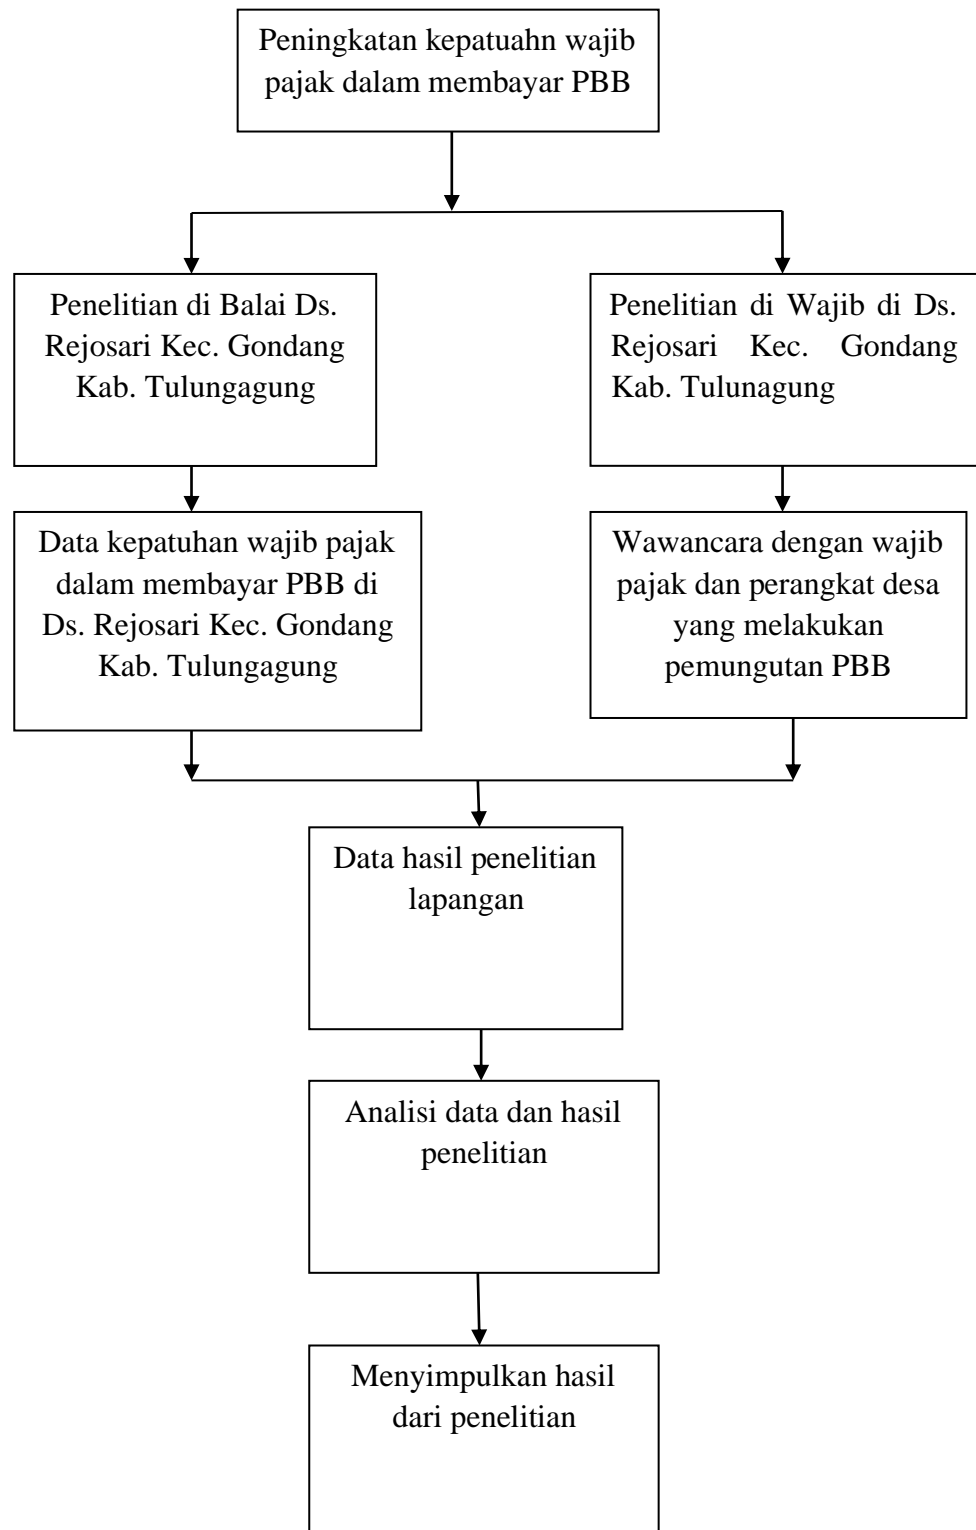 Peningkatan kepatuahn wajib
pajak dalam membayar PBB
Penelitian di Balai Ds.
Rejosari Kec. Gondang
Kab. Tulungagung
Penelitian di Wajib di Ds.
Rejosari Kec. Gondang
Kab. Tulunagung
Data kepatuhan wajib pajak
dalam membayar PBB di
Ds. Rejosari Kec. Gondang
Kab. Tulungagung
Wawancara dengan wajib
pajak dan perangkat desa
yang melakukan
pemungutan PBB
Data hasil penelitian
lapangan
Analisi data dan hasil
penelitian
Menyimpulkan hasil
dari penelitian